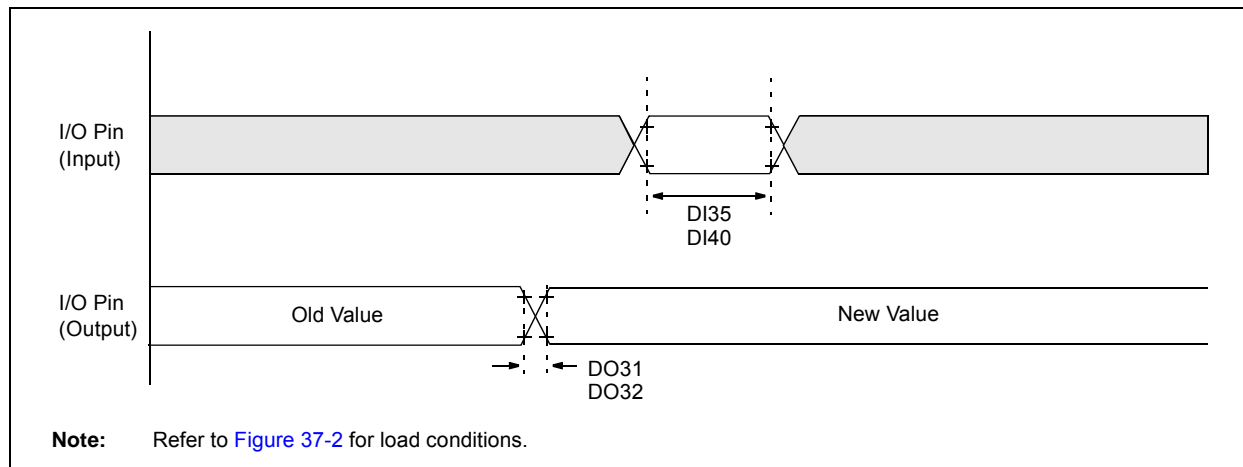 I/O Pin
(Input)
DI35
DI40
I/O Pin
(Output)
Old Value
New Value
DO31
DO32
Note: Refer to Figure 37-2 for load conditions.